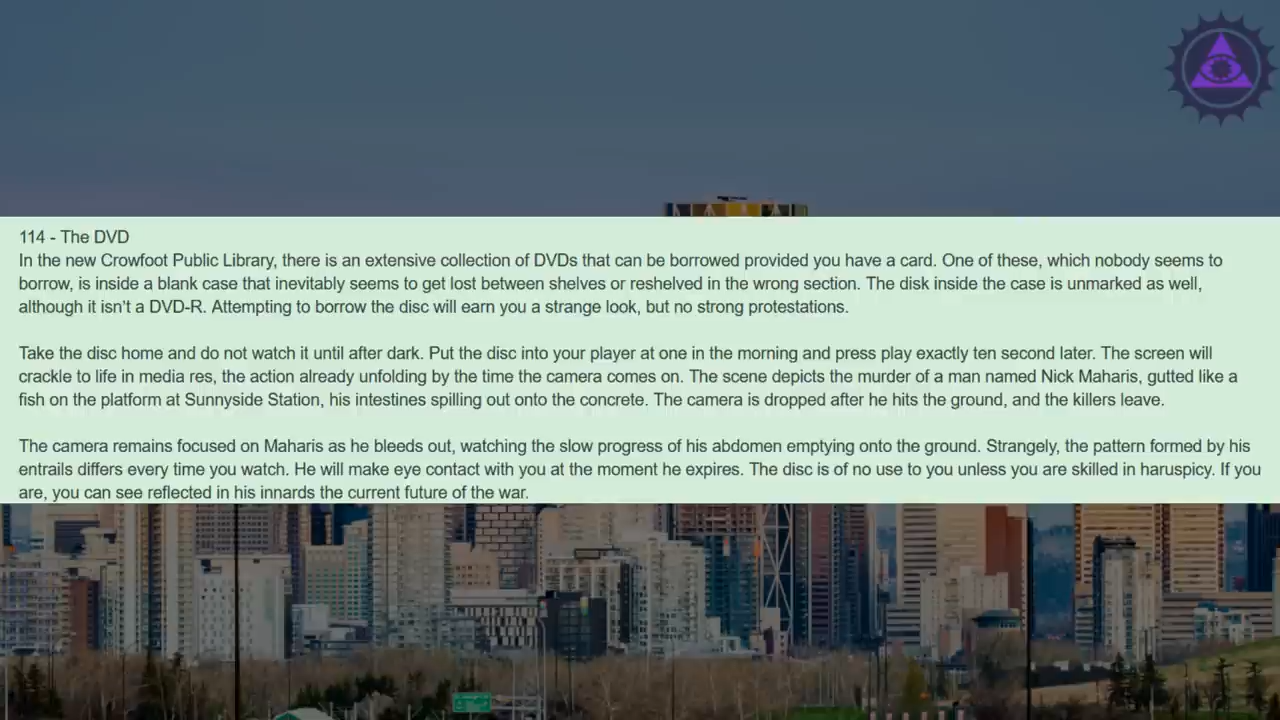 114 - The DVD
In the new Crowfoot Public Library, there is an extensive collection of DVDs that can be borrowed provided you have a card. One of these, which nobody seems to
borrow, is inside a blank case that inevitably seems to get lost between shelves or reshelved in the wrong section. The disk inside the case is unmarked as well,
although it isn't a DVD-R. Attempting to borrow the disc will earn you a strange look, but no strong protestations.
Take the disc home and do not watch it until after dark. Put the disc into your player at one in the morning and press play exactly ten second later. The screen will
crackle to life in media res, the action already unfolding by the time the camera comes on. The scene depicts the murder of a man named Nick Maharis, gutted like a
fish on the platform at Sunnyside Station, his intestines spilling out onto the concrete. The camera is dropped after he hits the ground, and the killers leave.
The camera remains focused on Maharis as he bleeds out, watching the slow progress of his abdomen emptying onto the ground. Strangely, the pattern formed by his
entrails differs every time you watch. He will make eye contact with you at the moment he expires. The disc is of no use to you unless you are skilled in haruspicy. If you
are, you can see reflected in his innards the current future of the war.